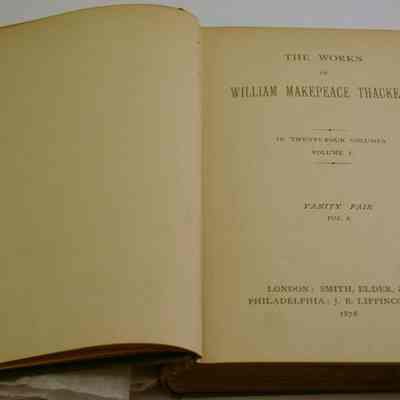 THE WORKS
OF
WILLIAM MAKEPEACE THACKE
IN TWENTY-FOUR VOLUMES
VOLUME I.
VANITY FAIR
VOL. I.
LONDON: SMITH, ELDER, &
PHILADELPHIA: J. B. LIPPINCO
1878